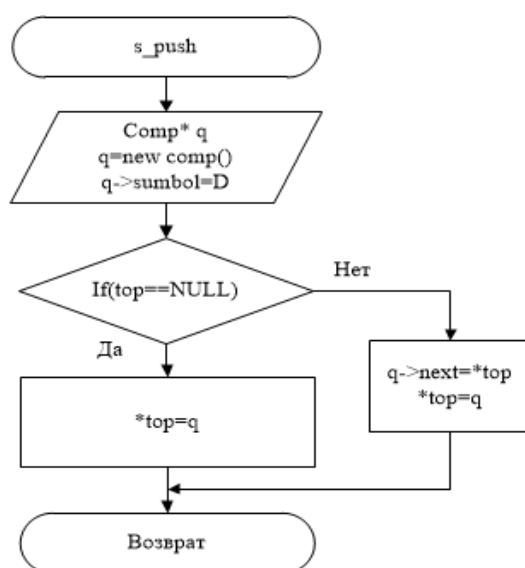 s_push
Comp* q
q=new comp()
q->sumbol=D
If(top==NULL)
Нет
Да
q->next=*top
*top=q
*top=q
Возврат